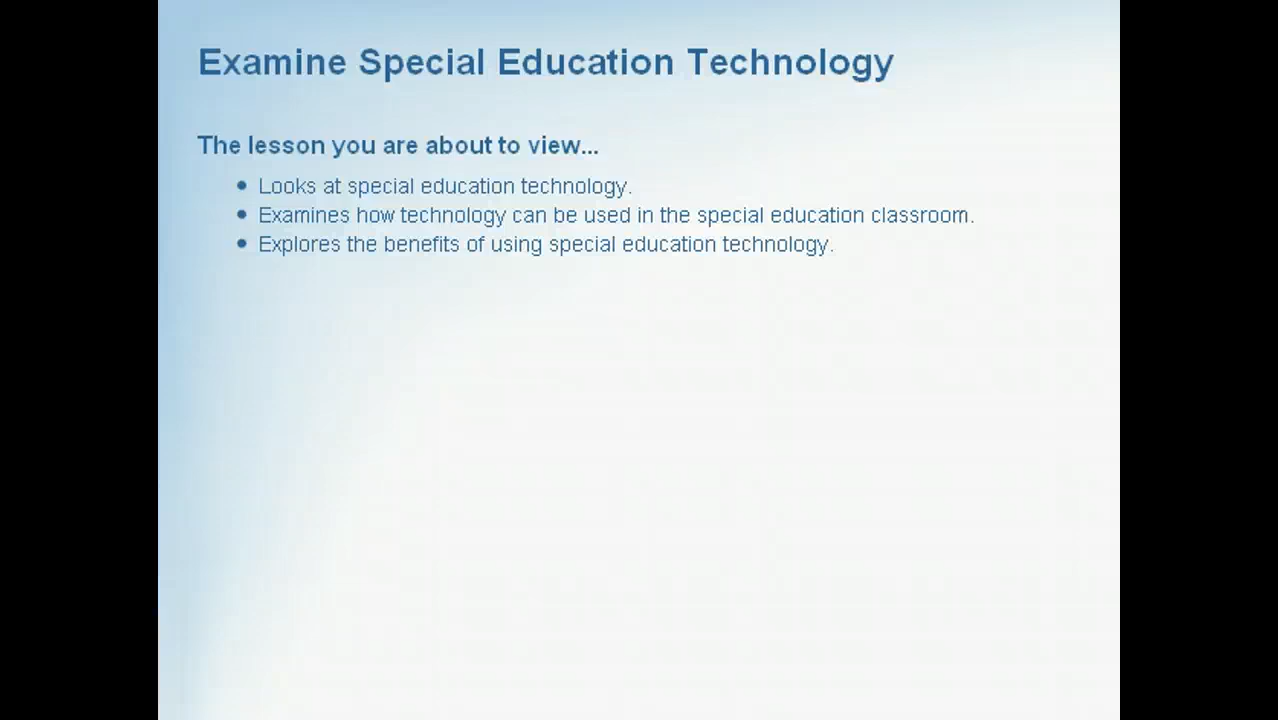 Examine Special Education Technology
The lesson you are about to view...
• Looks at special education technology.
• Examines how technology can be used in the special education classroom.
• Explores the benefits of using special education technology.